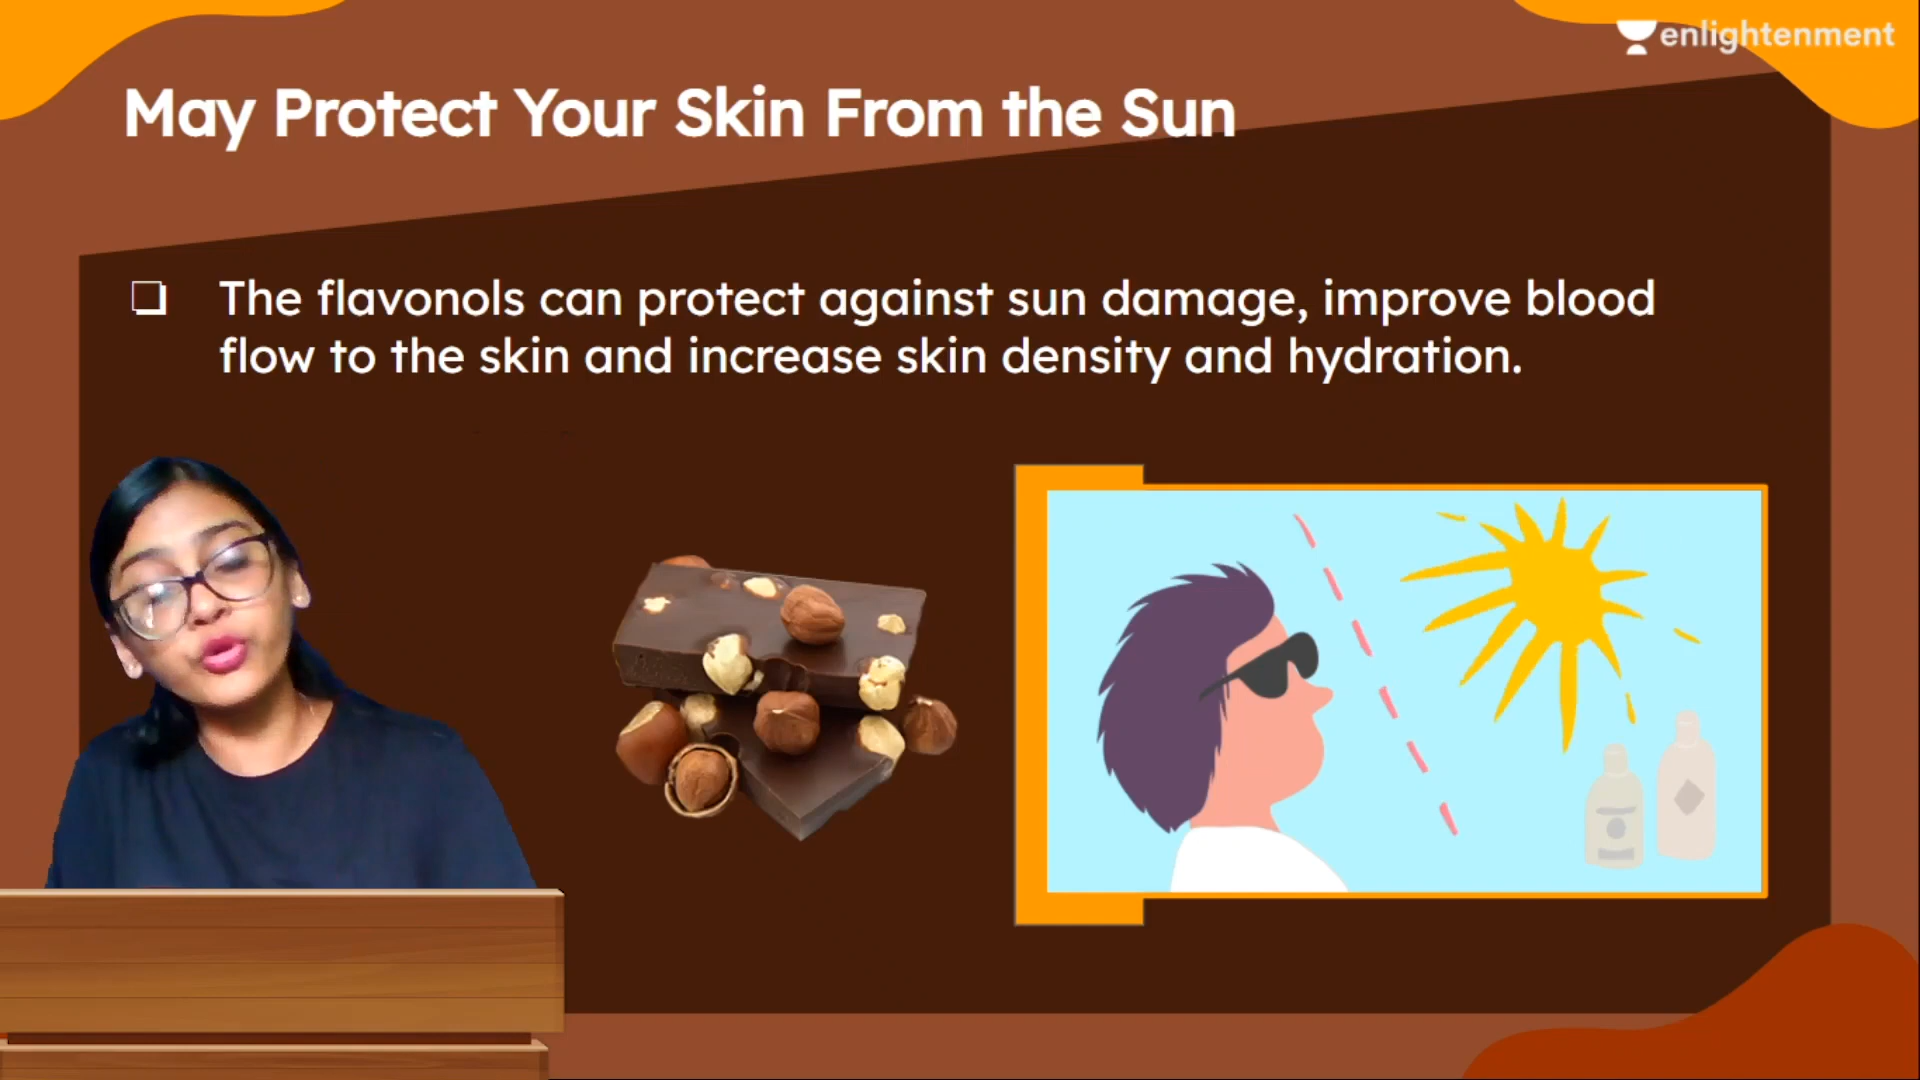 enlightenment
May Protect Your Skin From the Sun
The flavonols can protect against sun damage, improve blood
flow to the skin and increase skin density and hydration.